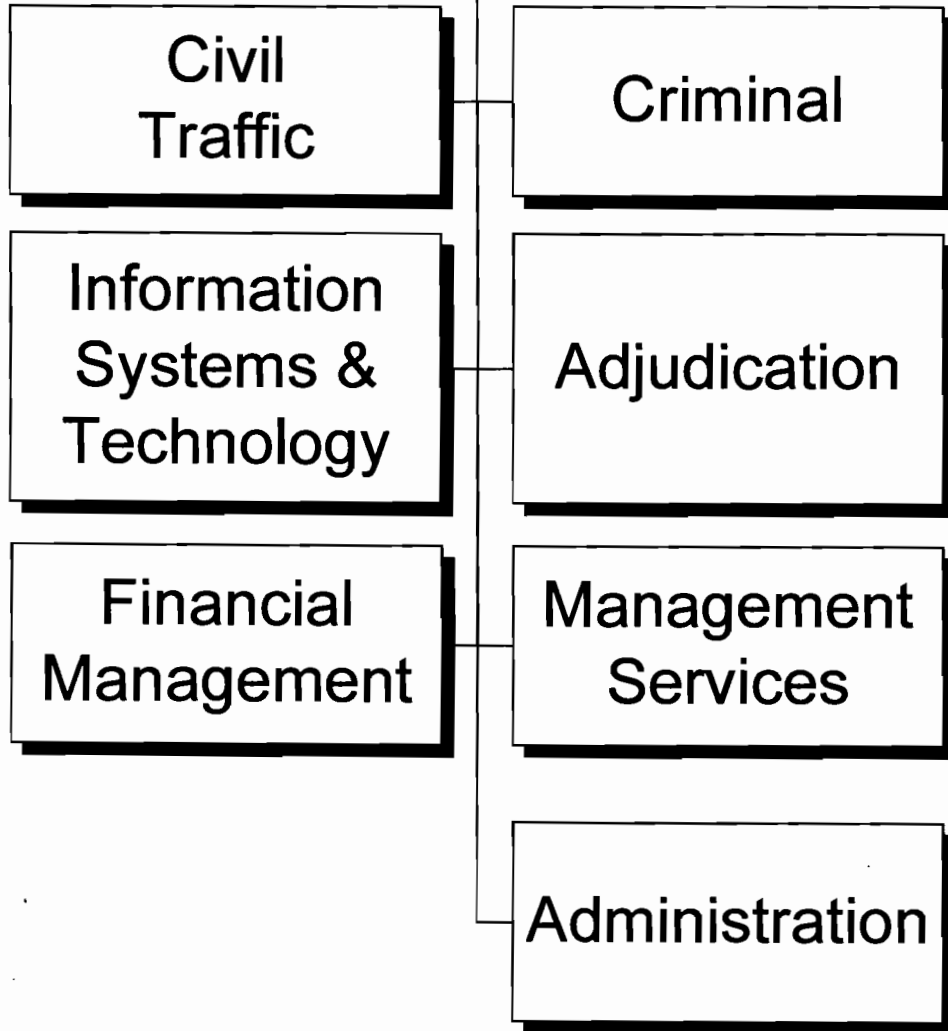 Civil
Traffic
Criminal
Information
Systems &
Technology
Adjudication
Financial
Management
Management
Services
Administration